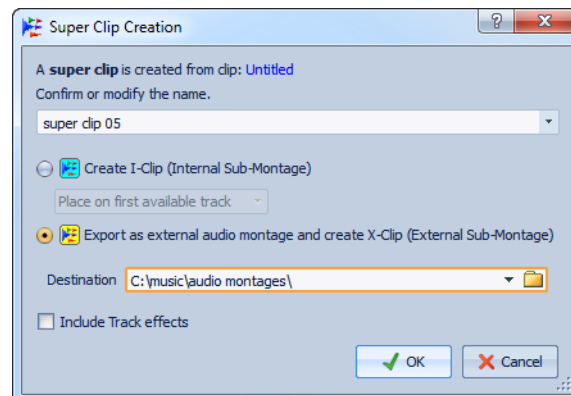 Super Clip Creation
A super clip is created from clip: Untitled
Confirm or modify the name.
super clip 05
Create I-Clip (Internal Sub-Montage)
Place on first available track
Export as external audio montage and create X-Clip (External Sub-Montage)
Destination C:\music\audio montages\
Include Track effects
OK Cancel